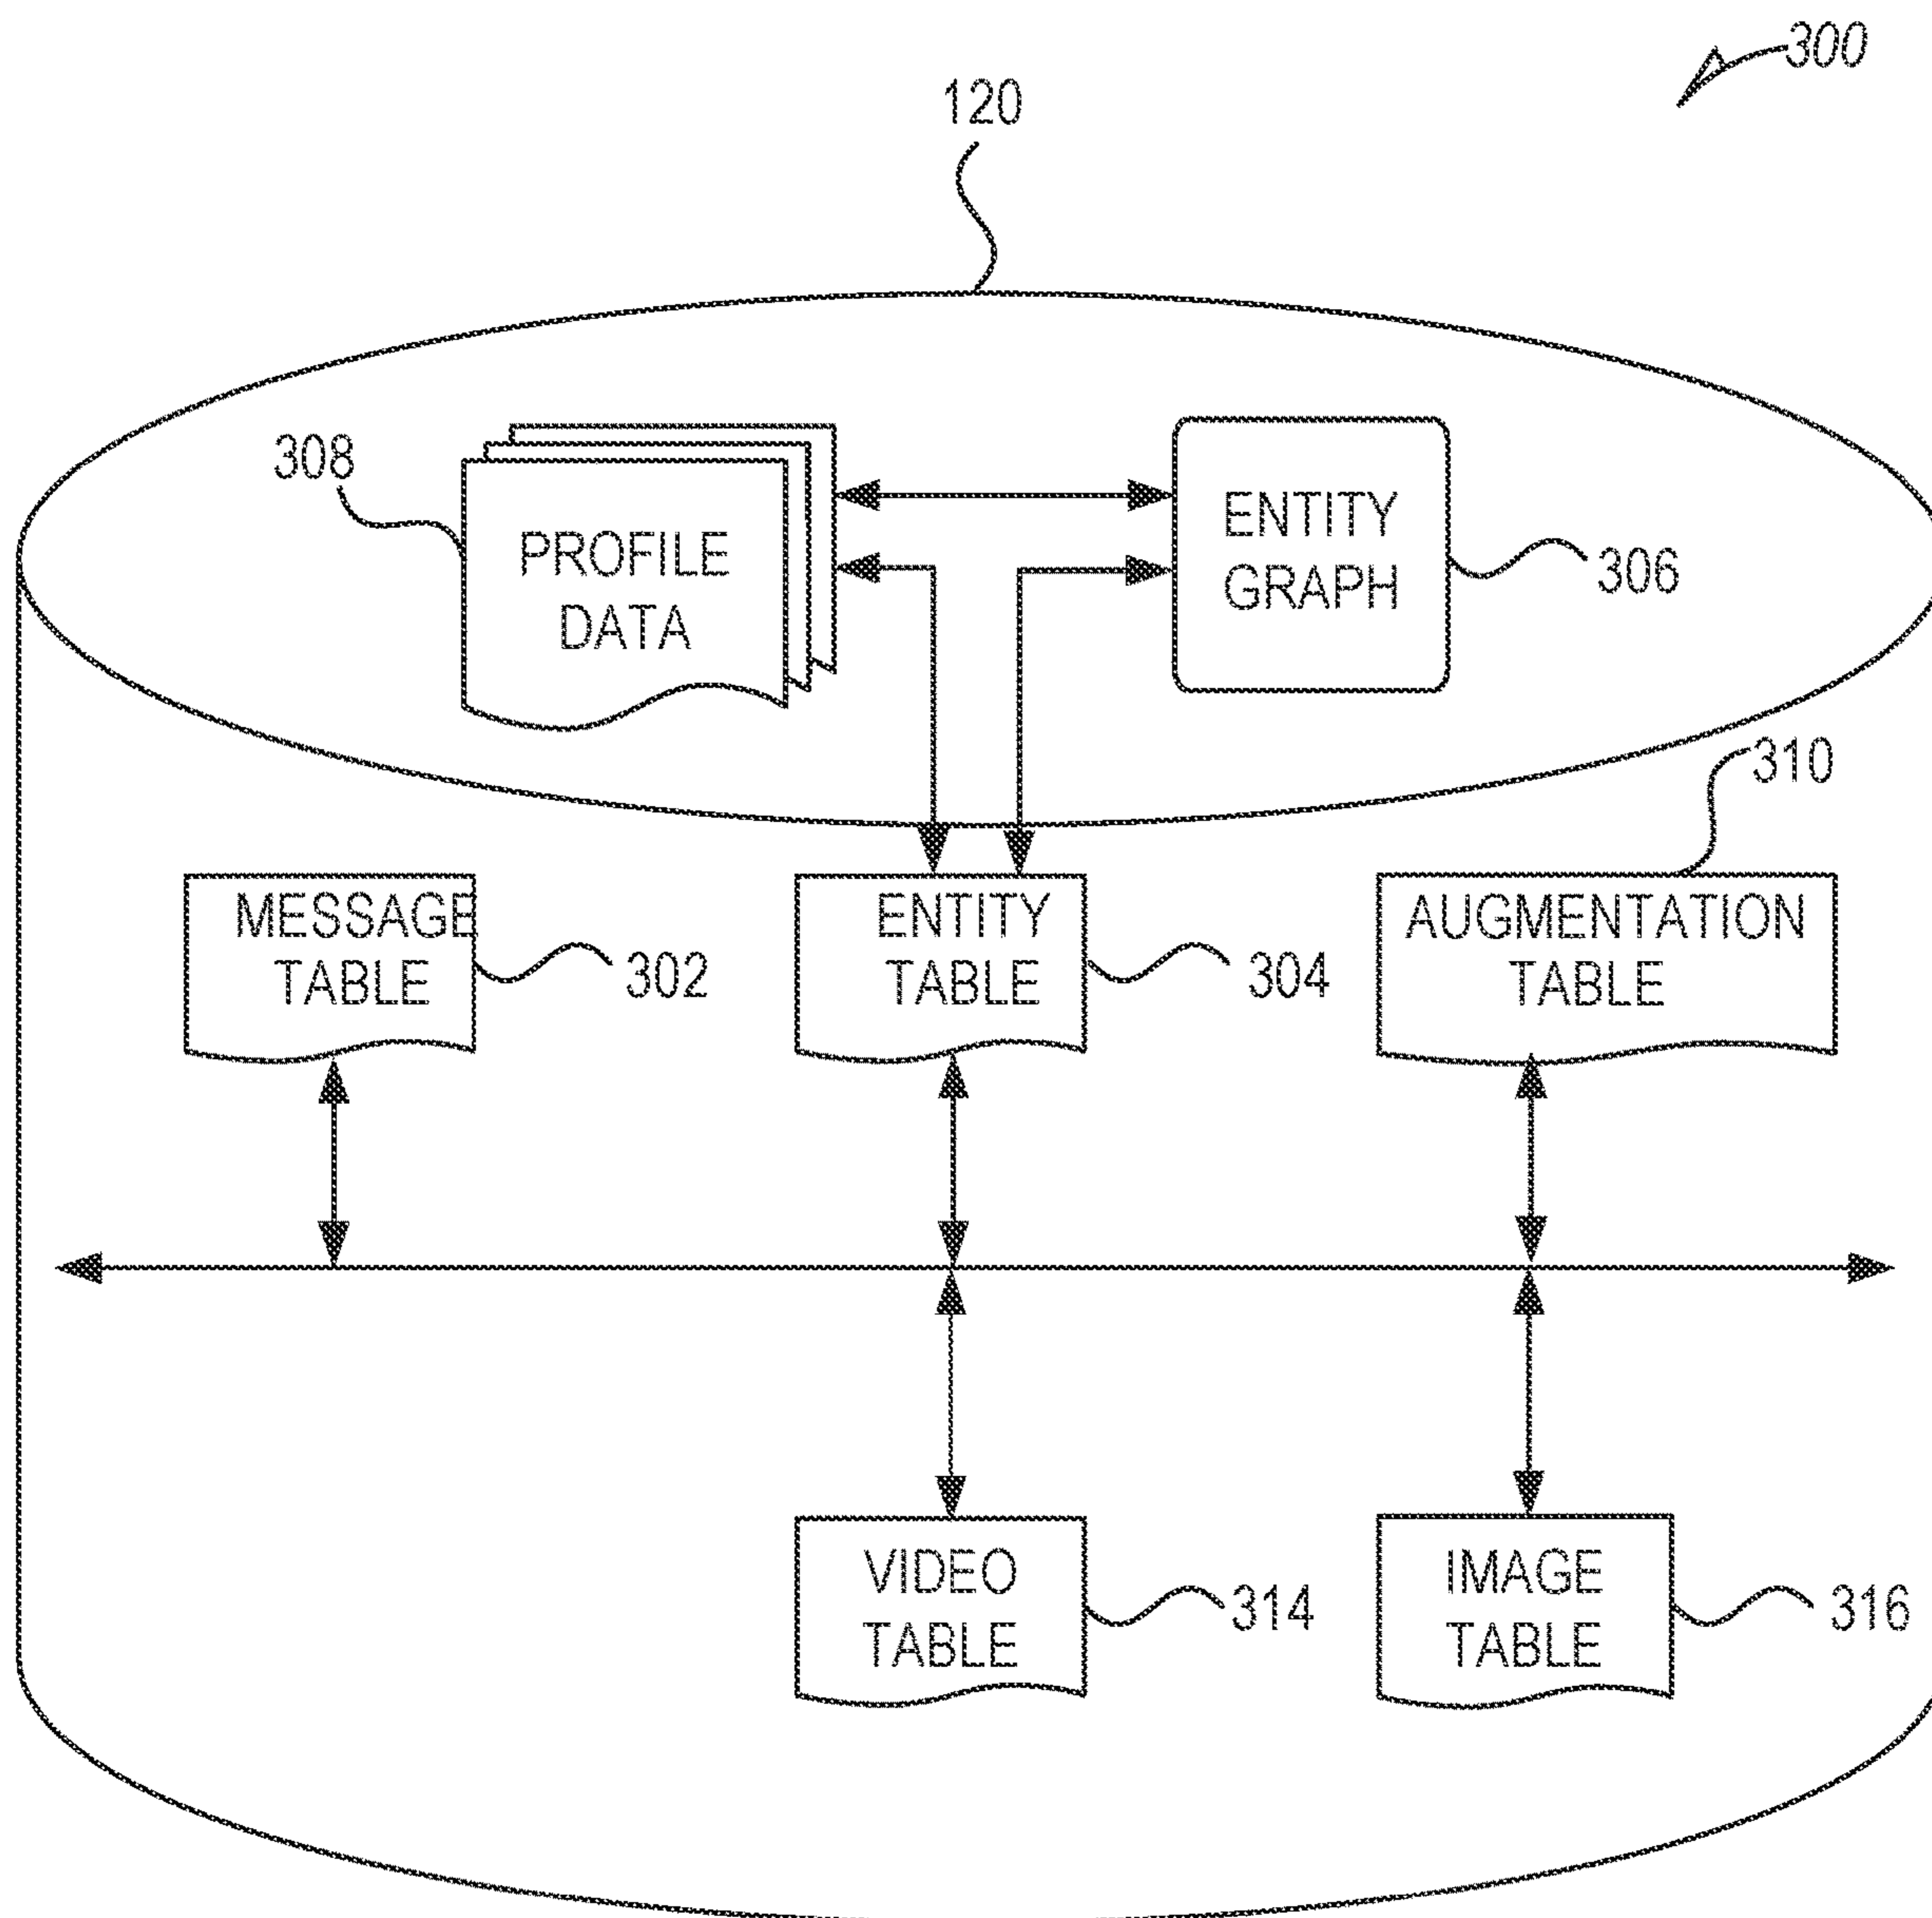 300
120
308
PROFILE
DATA
ENTITY
GRAPH
306
310
MESSAGE
TABLE
302
ENTITY
TABLE
304
AUGMENTATION
TABLE
VIDEO
TABLE
314
IMAGE
TABLE
316